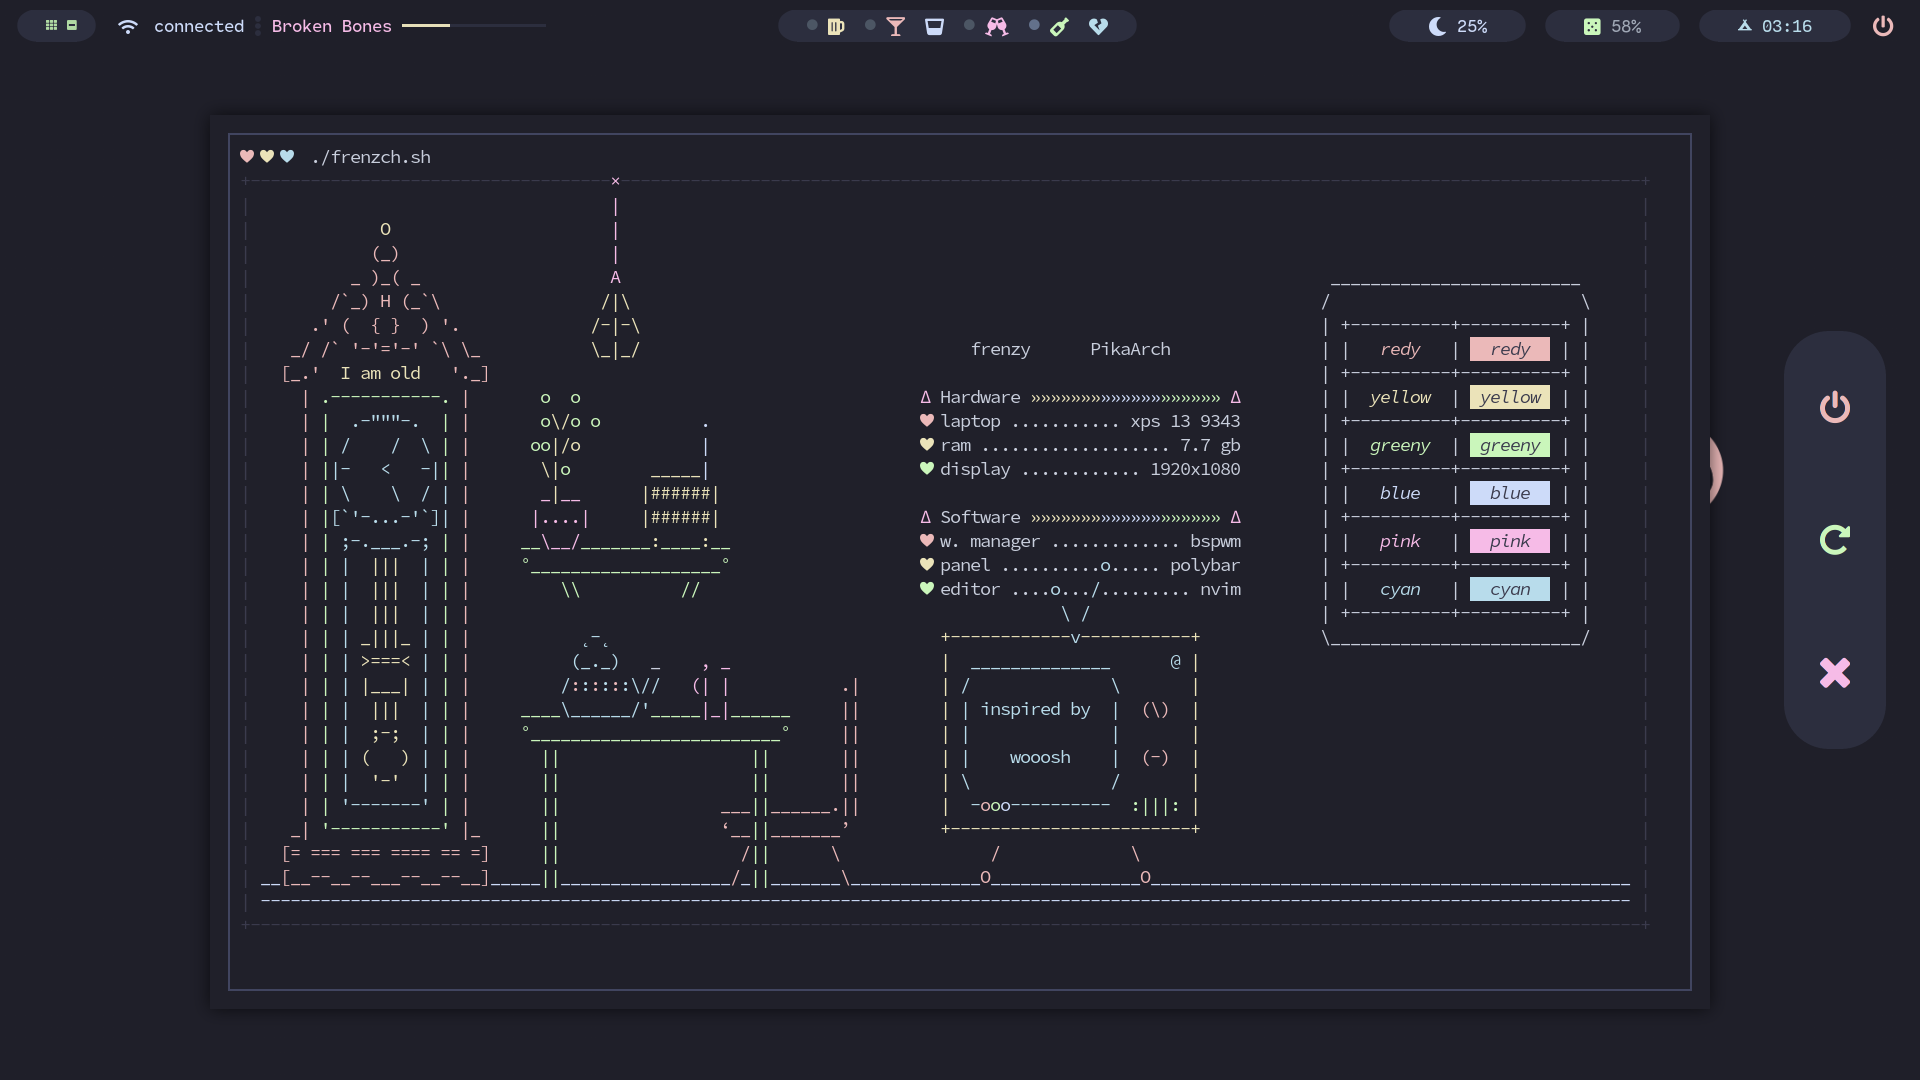 connected Broken Bones 25% 58% 03:16
./frenzch.sh
frenzy PikaArch
I am old
Δ Hardware »»»»»»»»»»»»»»»»»»» Δ
laptop ........... xps 13 9343
ram ................... 7.7 gb
display ............ 1920x1080
Δ Software »»»»»»»»»»»»»»»»»»» Δ
w. manager ............. bspwm
panel ..........o..... polybar
editor ....o.../......... nvim
inspired by
wooosh
redy redy
yellow yellow
greeny greeny
blue blue
pink pink
cyan cyan